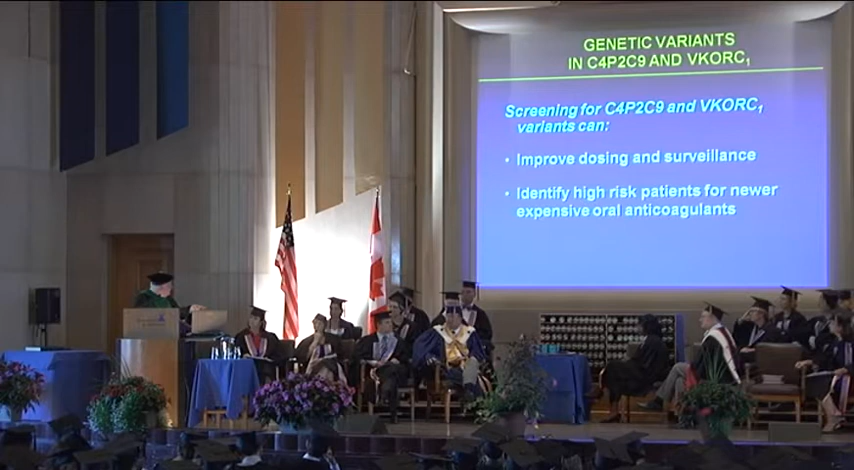 GENETIC VARIANTS
IN C4P2C9 AND VKORC₁
Screening for C4P2C9 and VKORC₁
variants can:
• Improve dosing and surveillance
• Identify high risk patients for newer
expensive oral anticoagulants